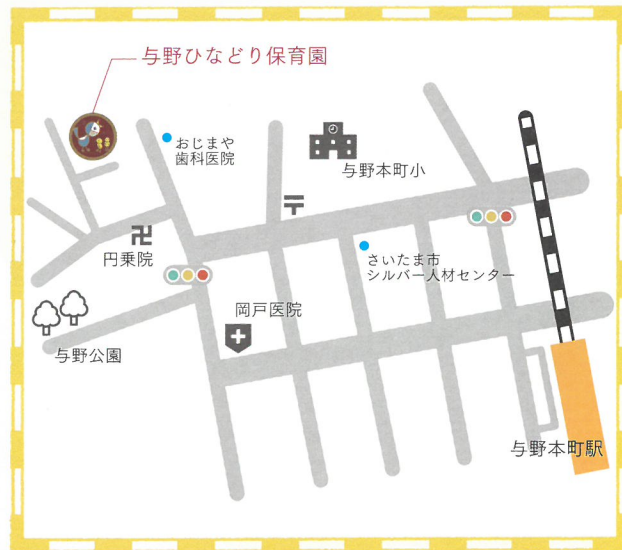 与野ひなどり保育園
おじまや
歯科医院
与野本町小
円乗院
さいたま市
シルバー人材センター
岡戸医院
与野公園
与野本町駅